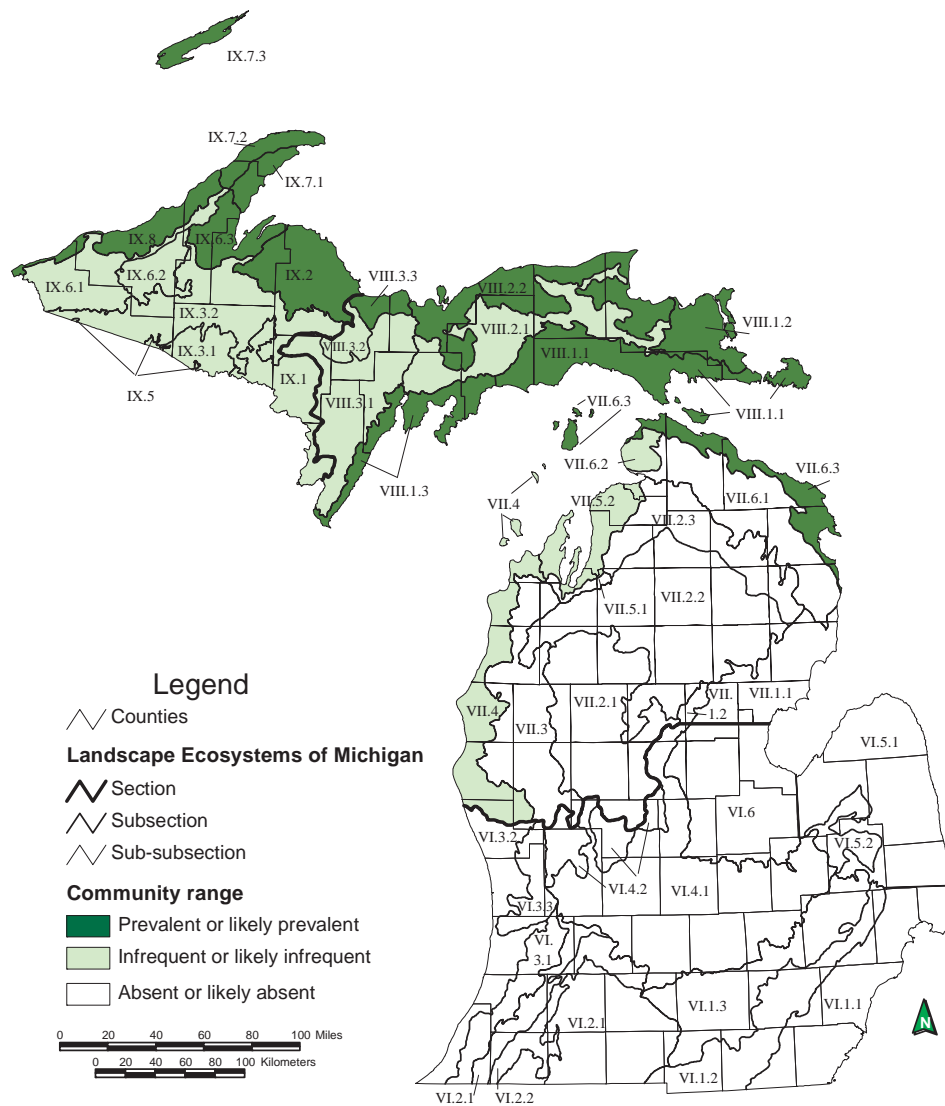 IX.7.3
IX.7.2
IX.7.1
IX.8
IX.6.3
IX.6.1
IX.6.2
IX.2
VIII.3.3
VIII.2.2
VIII.1.2
IX.3.2
VIII.2.1
VIII.3.2
IX.3.1
VIII.1.1
IX.1
IX.5
VIII.3.1
VIII.1.1
VII.6.3
VIII.1.3
VII.6.2
VII.6.3
VII.6.1
VII.4
VII.5.2
VII.2.3
VII.5.1
VII.2.2
VII.2.1
VII.
1.2
VII.1.1
VII.4
VII.3
VI.5.1
VI.6
VI.3.2
VI.5.2
VI.4.2
VI.4.1
VI.3.3
VI.
3.1
VI.1.3
VI.1.1
VI.2.1
VI.1.2
VI.2.1
VI.2.2
Legend
Counties
Landscape Ecosystems of Michigan
Section
Subsection
Sub-subsection
Community range
Prevalent or likely prevalent
Infrequent or likely infrequent
Absent or likely absent
0 20 40 60 80 100 Miles
0 20 40 60 80 100 Kilometers
N